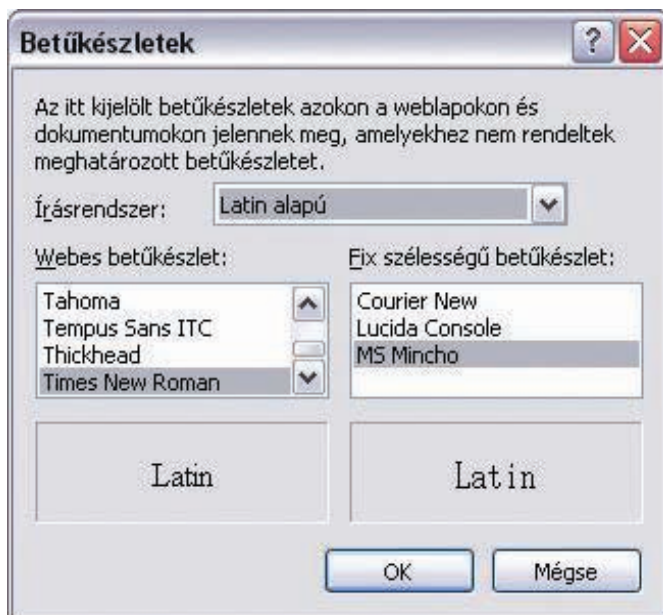 Betűkészletek
Az itt kijelölt betűkészletek azokon a weblapokon és
dokumentumokon jelennek meg, amelyekhez nem rendeltek
meghatározott betűkészletet.
Írásrendszer: Latin alapú
Webes betűkészlet: Fix szélességű betűkészlet:
Tahoma Courier New
Tempus Sans ITC Lucida Console
Thickhead MS Mincho
Times New Roman
Latin Latin
OK Mégse